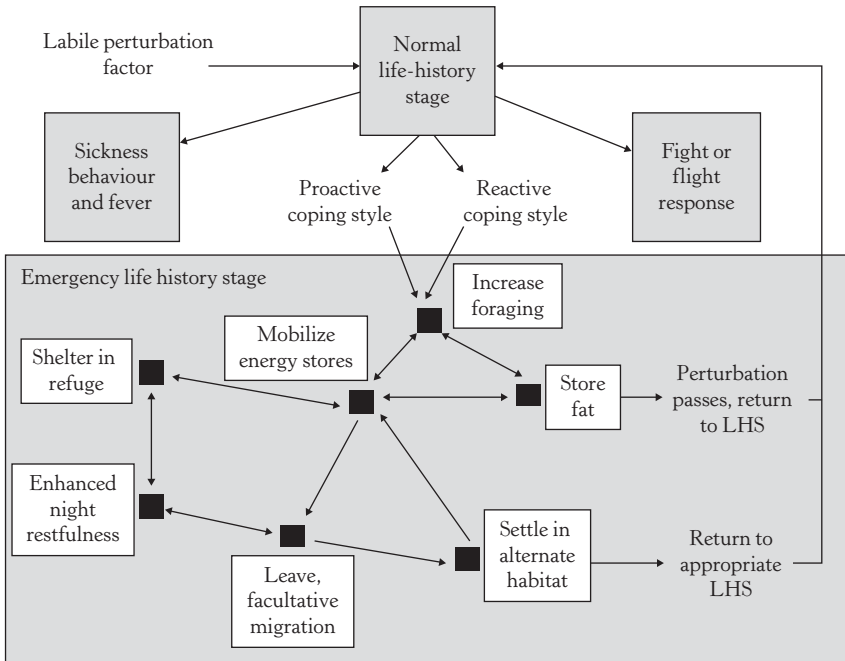 Labile perturbation
factor
Normal
life-history
stage
Sickness
behaviour
and fever
Proactive
coping style
Reactive
coping style
Fight or
flight
response
Emergency life history stage
Increase
foraging
Mobilize
energy stores
Shelter in
refuge
Store
fat
Perturbation
passes, return
to LHS
Enhanced
night
restfulness
Leave,
facultative
migration
Settle in
alternate
habitat
Return to
appropriate
LHS